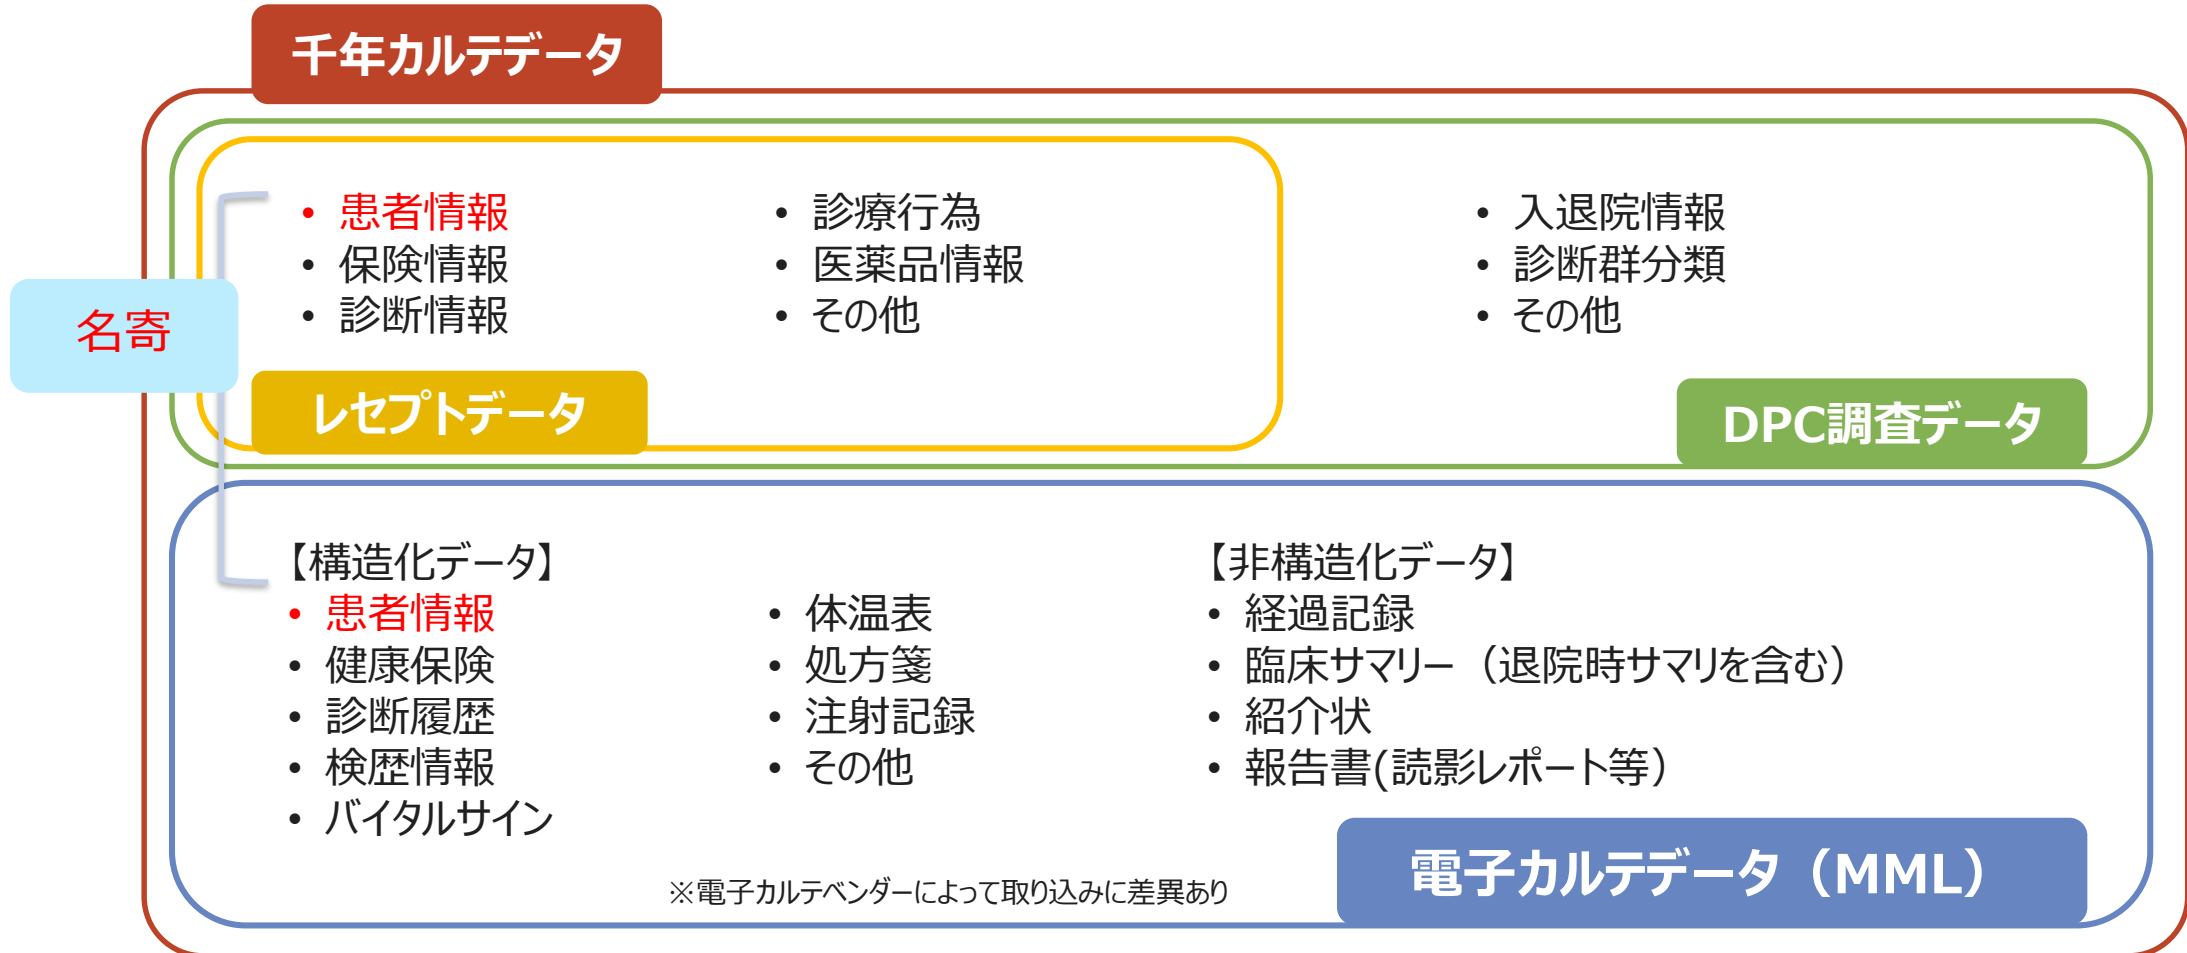 千年カルテデータ
• 患者情報
• 保険情報
• 診断情報
• 診療行為
• 医薬品情報
• その他
• 入退院情報
• 診断群分類
• その他
名寄
レセプトデータ
DPC調査データ
【構造化データ】
• 患者情報
• 健康保険
• 診断履歴
• 検歴情報
• バイタルサイン
• 体温表
• 処方箋
• 注射記録
• その他
【非構造化データ】
• 経過記録
• 臨床サマリー（退院時サマリを含む）
• 紹介状
• 報告書(読影レポート等）
※電子カルテベンダーによって取り込みに差異あり
電子カルテデータ（MML）